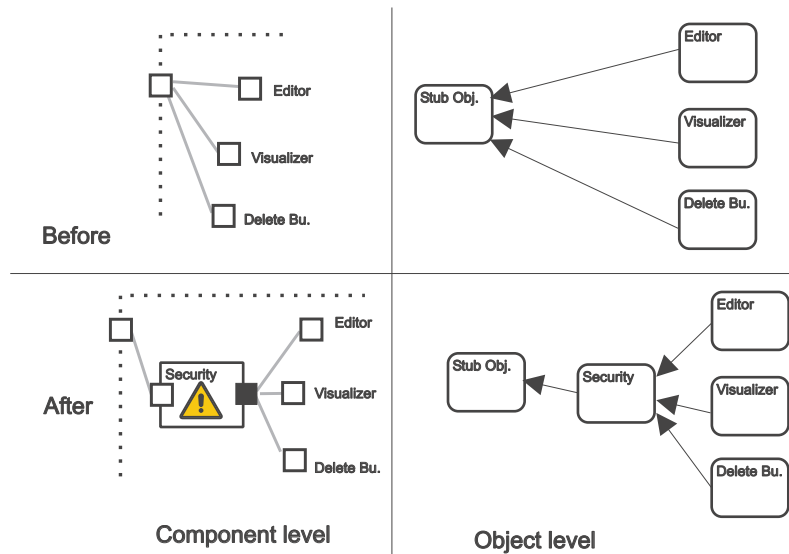 Editor
Visualizer
Delete Bu.
Before
Stub Obj.
Editor
Visualizer
Delete Bu.
Editor
Security
Visualizer
After
Delete Bu.
Component level
Editor
Stub Obj.
Security
Visualizer
Delete Bu.
Object level